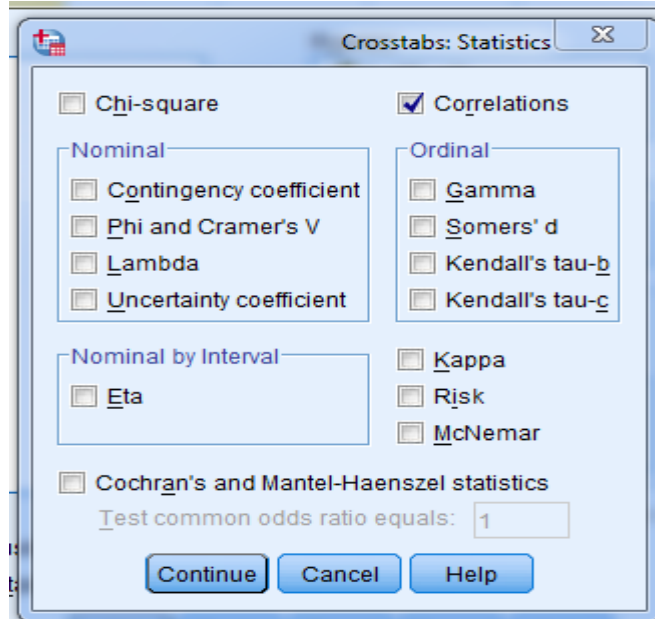 Crosstabs: Statistics
Chi-square
Correlations
Nominal
Contingency coefficient
Phi and Cramer's V
Lambda
Uncertainty coefficient
Ordinal
Gamma
Somers' d
Kendall's tau-b
Kendall's tau-c
Nominal by Interval
Eta
Kappa
Risk
McNemar
Cochran's and Mantel-Haenszel statistics
Test common odds ratio equals: 1
Continue Cancel Help